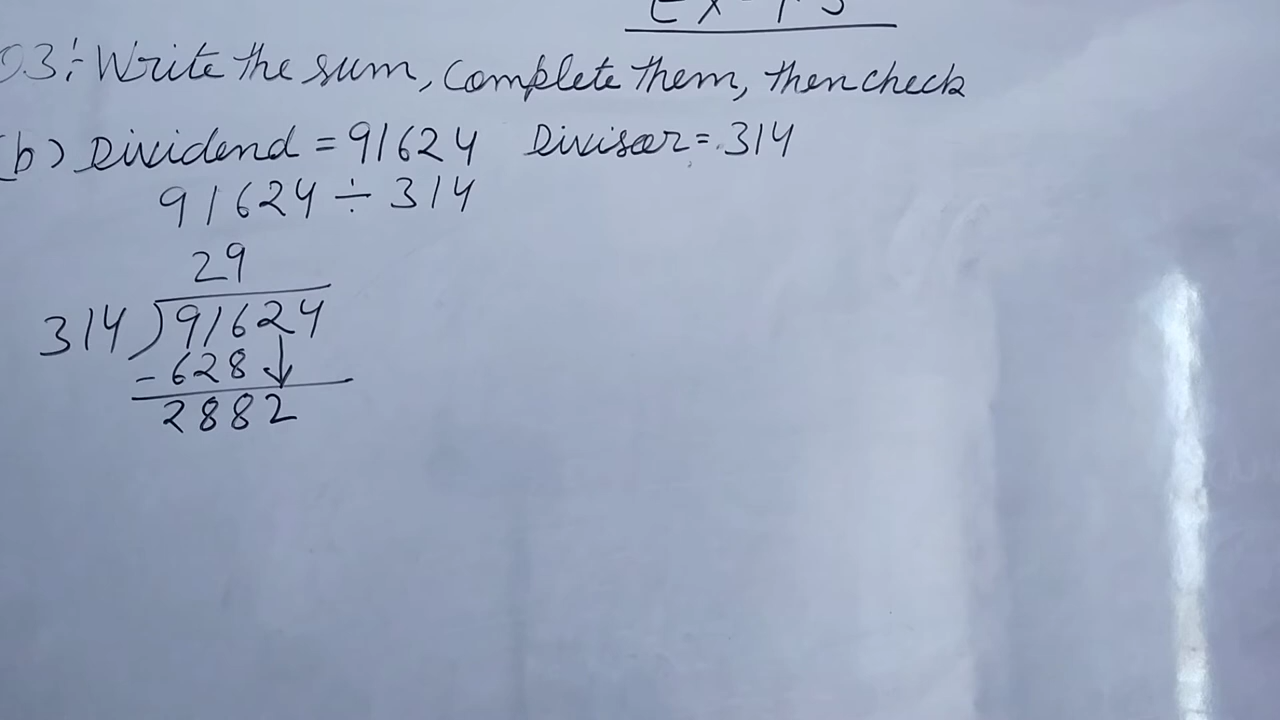 Q3:- Write the sum, Complete them, then check
(b) Dividend = 91624 Divisor = 314
91624 ÷ 314
29
314 ) 91624
- 628 ↓
2882